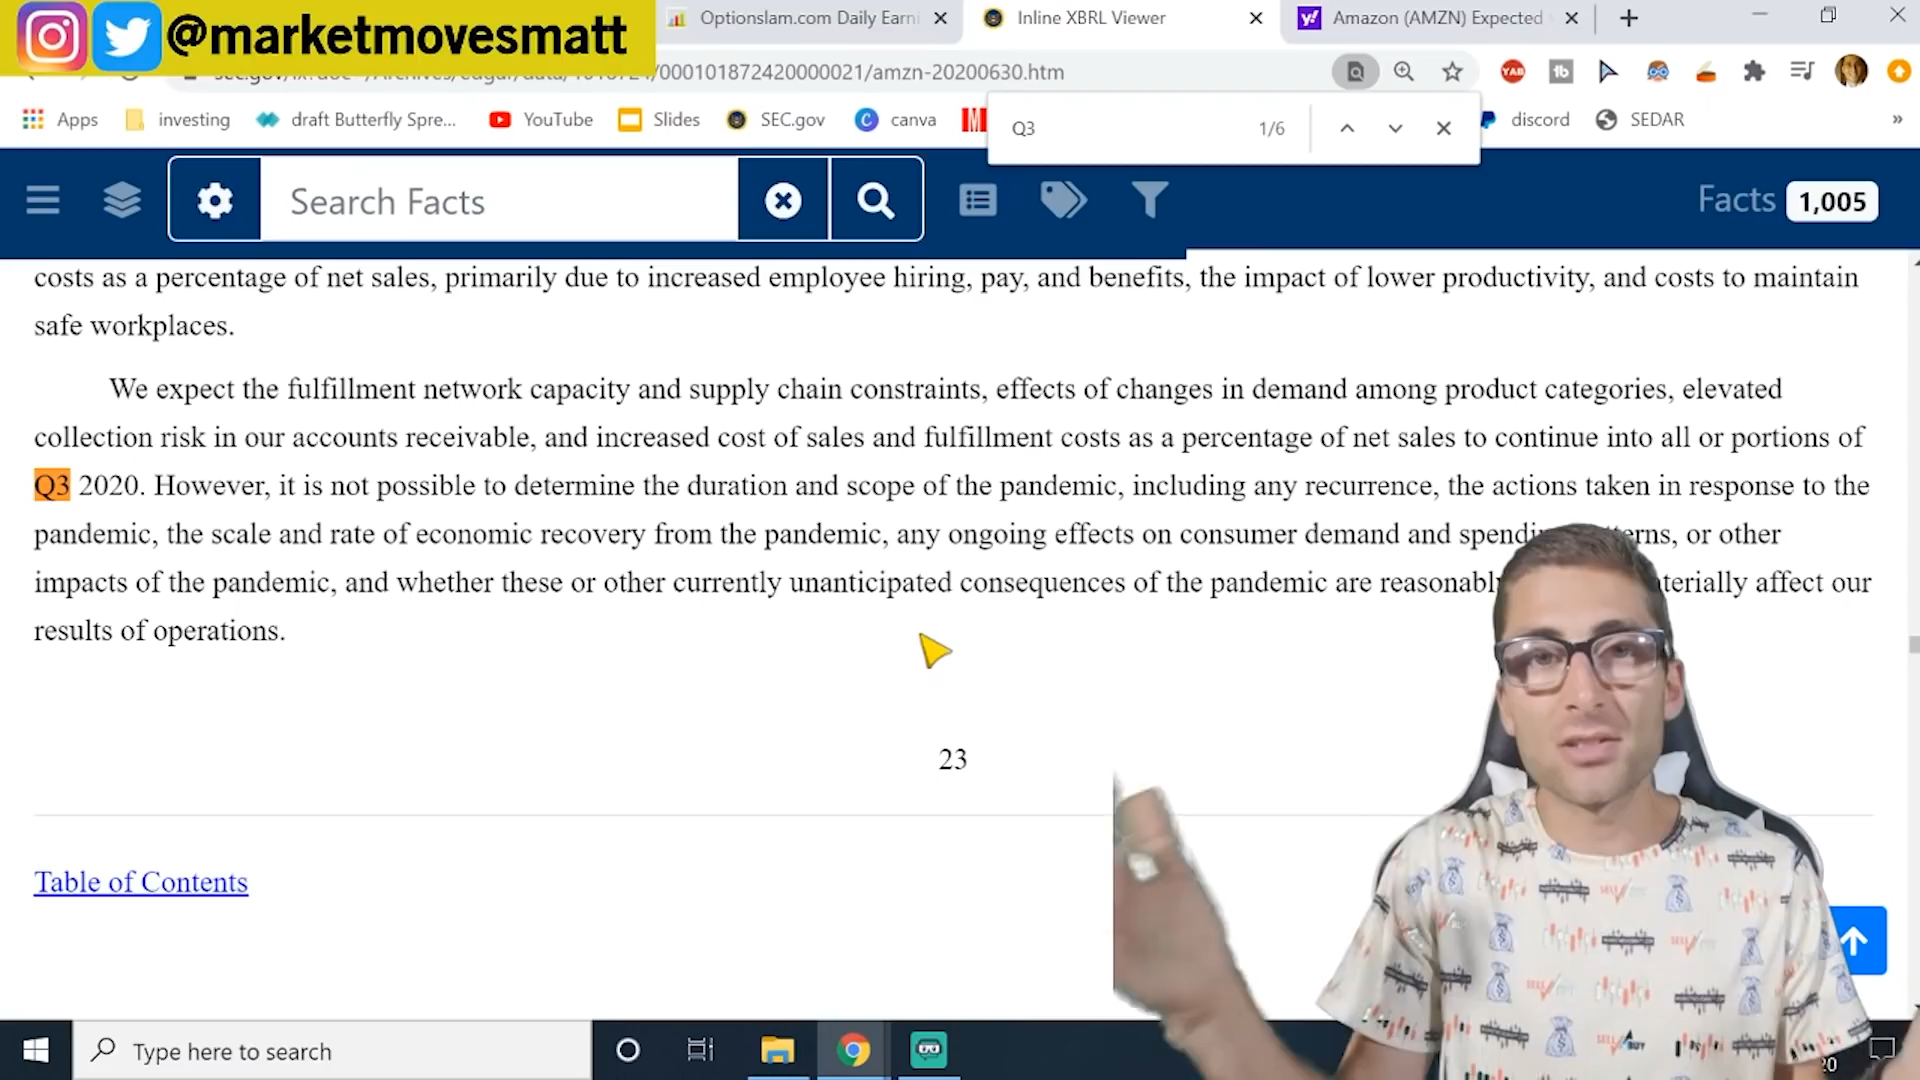 @marketmovesmatt
Optionslam.com Daily Earni
Inline XBRL Viewer
Amazon (AMZN) Expected
/000101872420000021/amzn-20200630.htm
Apps
investing
draft Butterfly Spre...
YouTube
Slides
SEC.gov
canva
discord
SEDAR
»
Q3
1/6
Search Facts
Facts 1,005
costs as a percentage of net sales, primarily due to increased employee hiring, pay, and benefits, the impact of lower productivity, and costs to maintain
safe workplaces.
We expect the fulfillment network capacity and supply chain constraints, effects of changes in demand among product categories, elevated
collection risk in our accounts receivable, and increased cost of sales and fulfillment costs as a percentage of net sales to continue into all or portions of
Q3 2020. However, it is not possible to determine the duration and scope of the pandemic, including any recurrence, the actions taken in response to the
pandemic, the scale and rate of economic recovery from the pandemic, any ongoing effects on consumer demand and spending or other
impacts of the pandemic, and whether these or other currently unanticipated consequences of the pandemic are affect our
results of operations.
23
Table of Contents
Type here to search